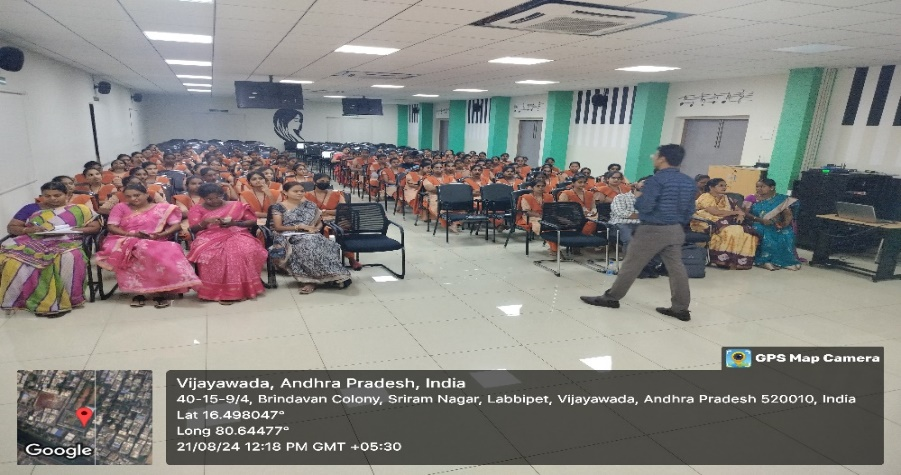 GPS Map Camera
Vijayawada, Andhra Pradesh, India
40-15-9/4, Brindavan Colony, Sriram Nagar, Labbipet, Vijayawada, Andhra Pradesh 520010, India
Lat 16.498047°
Long 80.64477°
21/08/24 12:18 PM GMT +05:30
Google